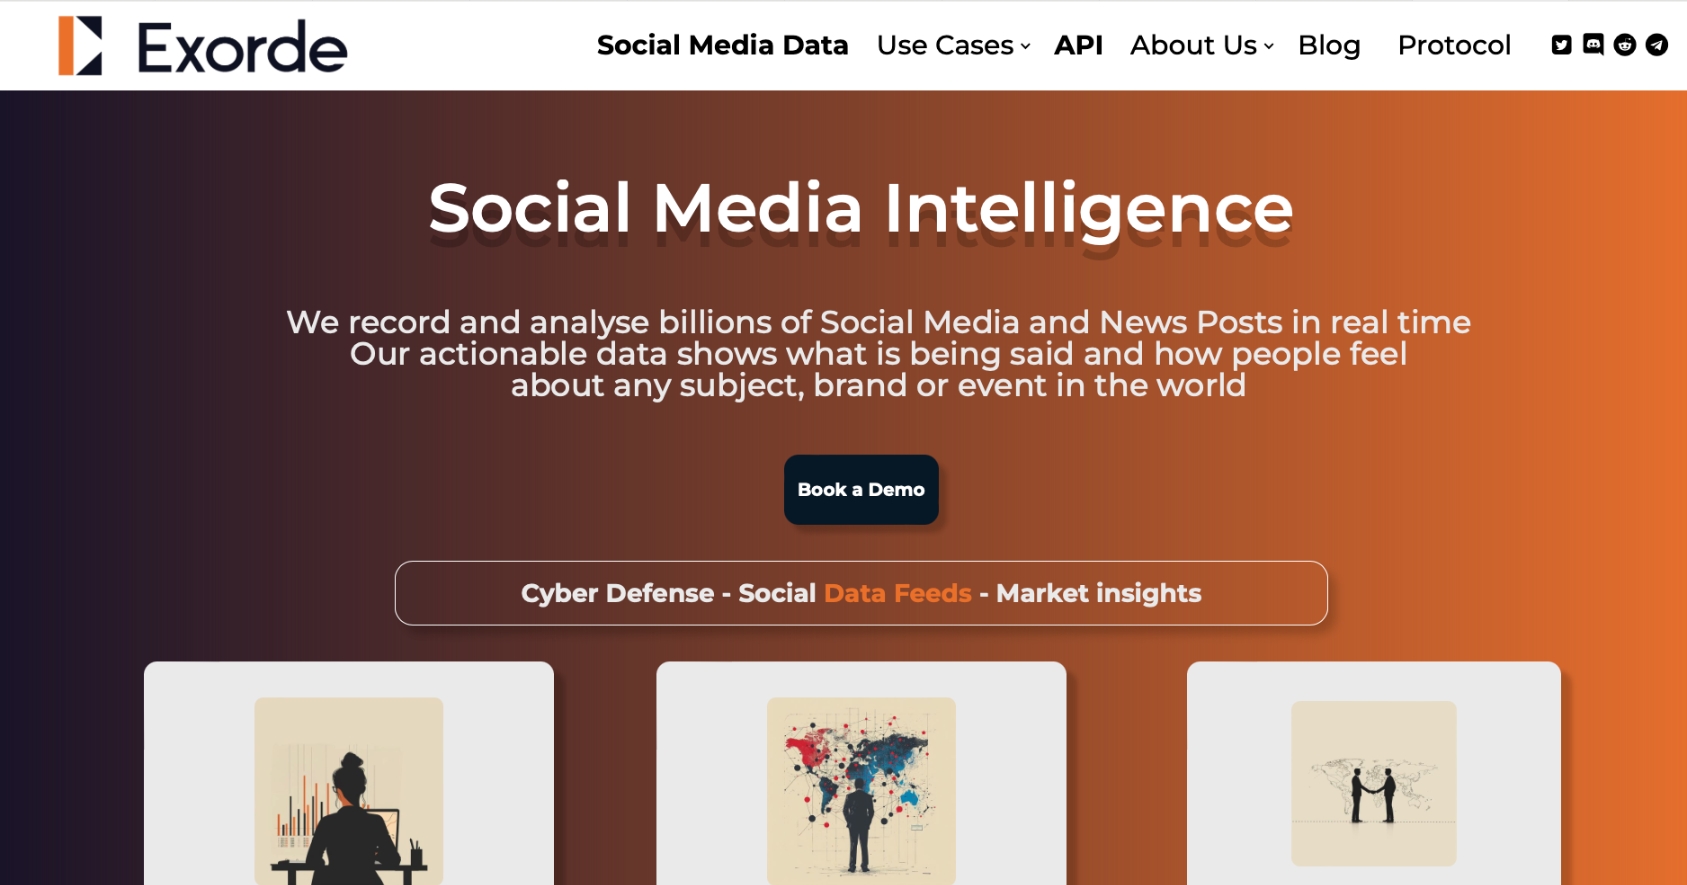 Exorde
Social Media Data Use Cases API About Us Blog Protocol
Social Media Intelligence
We record and analyse billions of Social Media and News Posts in real time
Our actionable data shows what is being said and how people feel
about any subject, brand or event in the world
Book a Demo
Cyber Defense - Social Data Feeds - Market insights